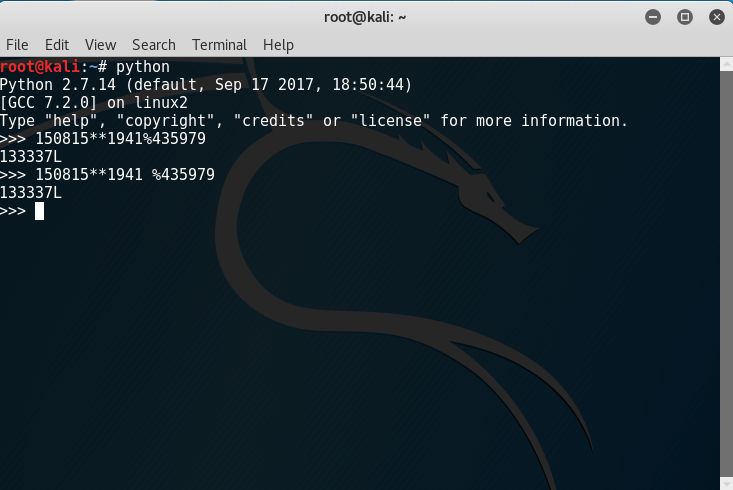 root@kali: ~
File Edit View Search Terminal Help
root@kali:~# python
Python 2.7.14 (default, Sep 17 2017, 18:50:44)
[GCC 7.2.0] on linux2
Type "help", "copyright", "credits" or "license" for more information.
>>> 150815**1941%435979
133337L
>>> 150815**1941 %435979
133337L
>>>